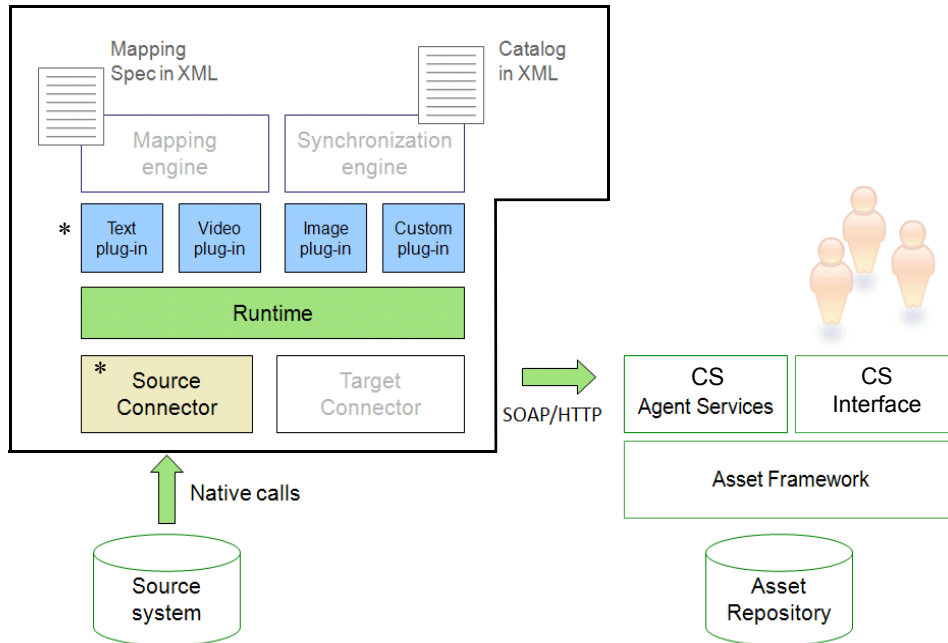 Mapping
Spec in XML
Catalog
in XML
Mapping
engine
Synchronization
engine
*
Text
plug-in
Video
plug-in
Image
plug-in
Custom
plug-in
Runtime
*
Source
Connector
Target
Connector
SOAP/HTTP
CS
Agent Services
CS
Interface
Asset Framework
Native calls
Source
system
Asset
Repository